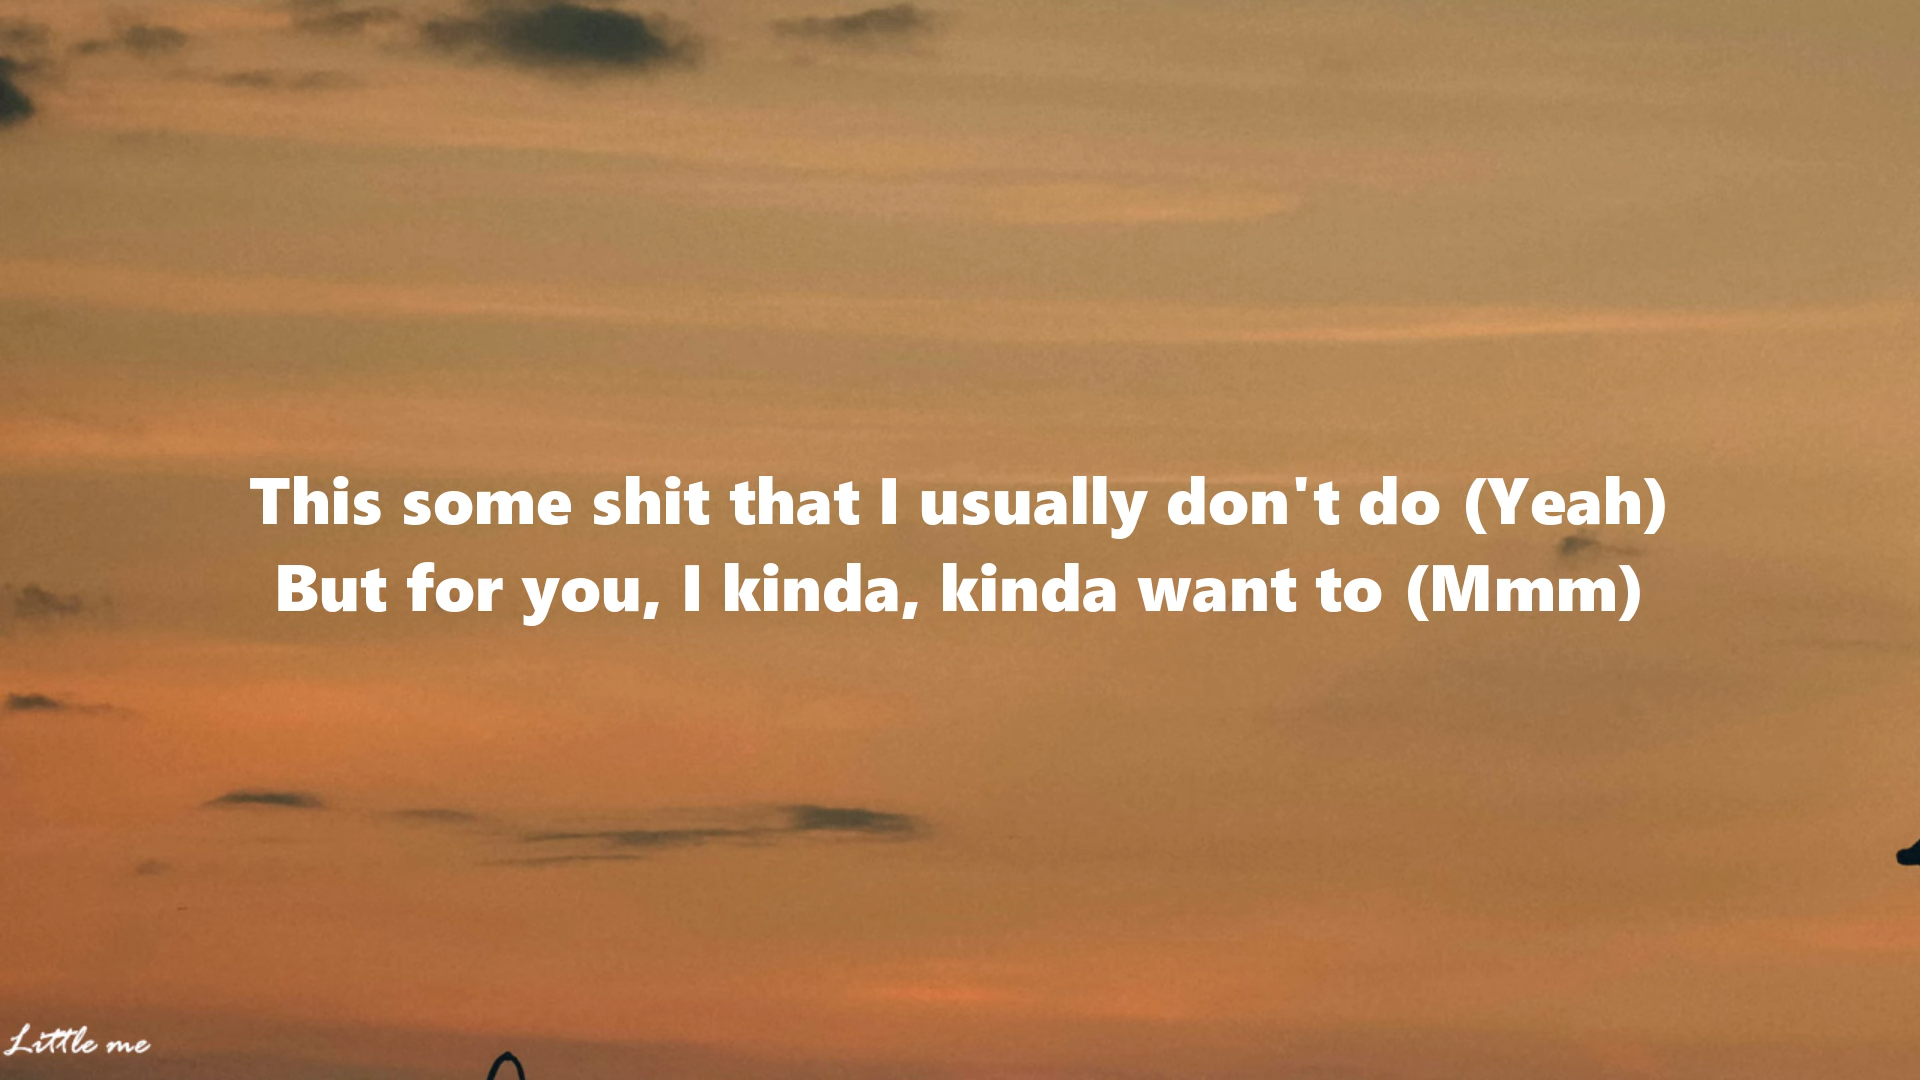 This some shit that I usually don't do (Yeah)
But for you, I kinda, kinda want to (Mmm)
Little me